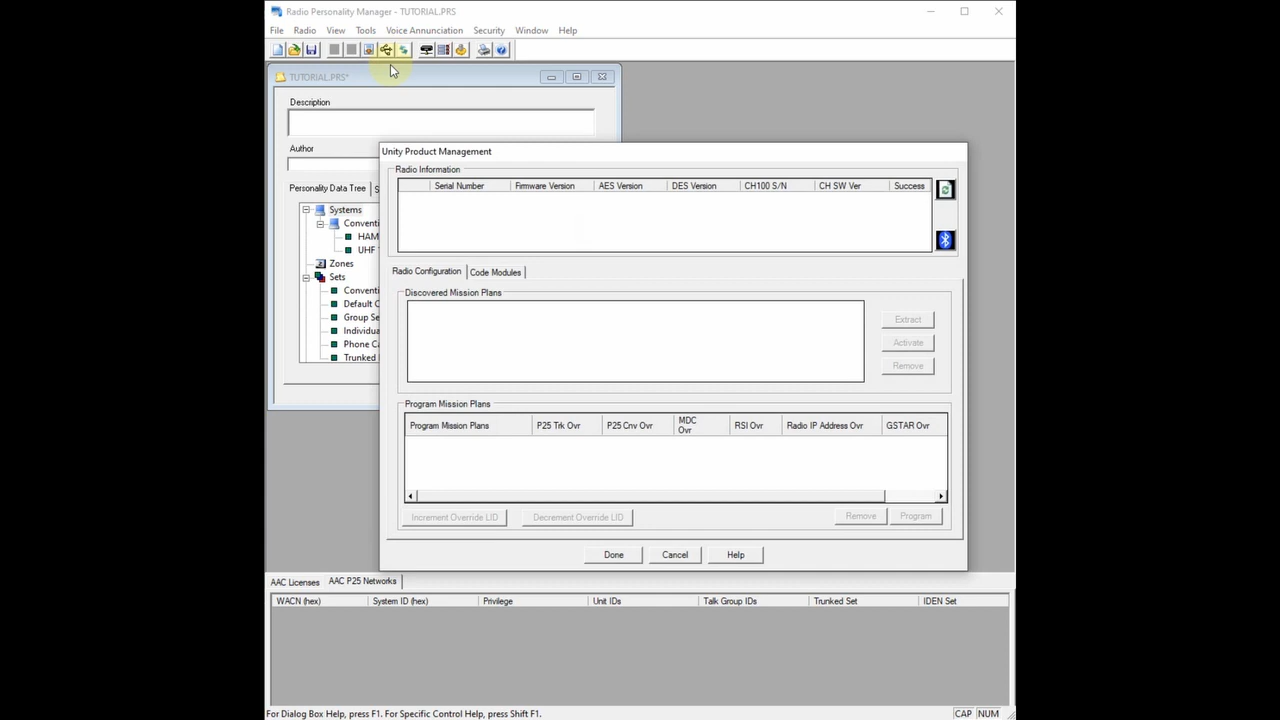 Radio Personality Manager - TUTORIAL.PRS
File Radio View Tools Voice Annunciation Security Window Help
TUTORIAL.PRS*
Description
Author
Personality Data Tree
Systems
Conventi
HAM
UHF
Zones
Sets
Conventi
Default C
Group Se
Individua
Phone Ca
Trunked
Unity Product Management
Radio Information
Serial Number Firmware Version AES Version DES Version CH100 S/N CH SW Ver Success
Radio Configuration Code Modules
Discovered Mission Plans
Extract
Activate
Remove
Program Mission Plans
Program Mission Plans P25 Trk Ovr P25 Cnv Ovr MDC Ovr RSI Ovr Radio IP Address Ovr GSTAR Ovr
Increment Override LID Decrement Override LID Remove Program
Done Cancel Help
AAC Licenses AAC P25 Networks
WACN (hex) System ID (hex) Privilege Unit IDs Talk Group IDs Trunked Set IDEN Set
For Dialog Box Help, press F1. For Specific Control Help, press Shift F1. CAP NUM